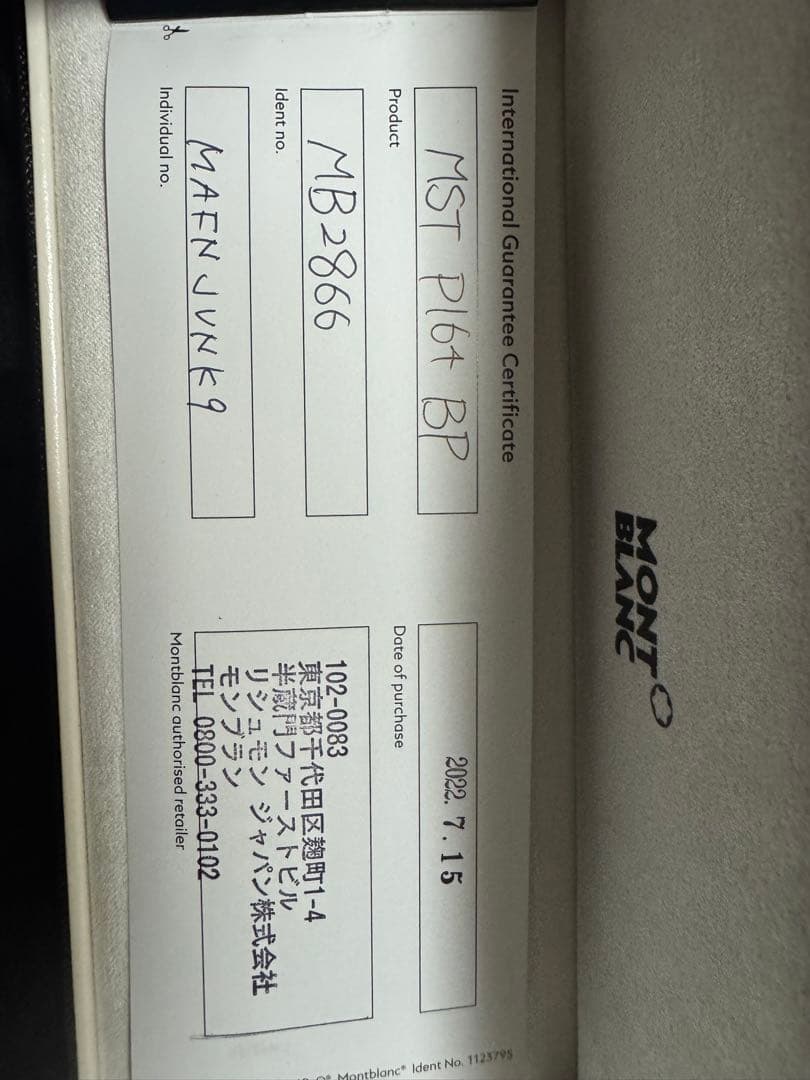 MONT
BLANC
International Guarantee Certificate
MST P164 BP
Product
MB2866
Ident no.
MAFNJVNK9
Individual no.
2022. 7. 15
Date of purchase
102-0083
東京都千代田区麹町1-4
半蔵門ファーストビル
リシュモン ジャパン株式会社
モンブラン
TEL 0800-333-0102
Montblanc authorised retailer
Montblanc® Ident No. 1123795